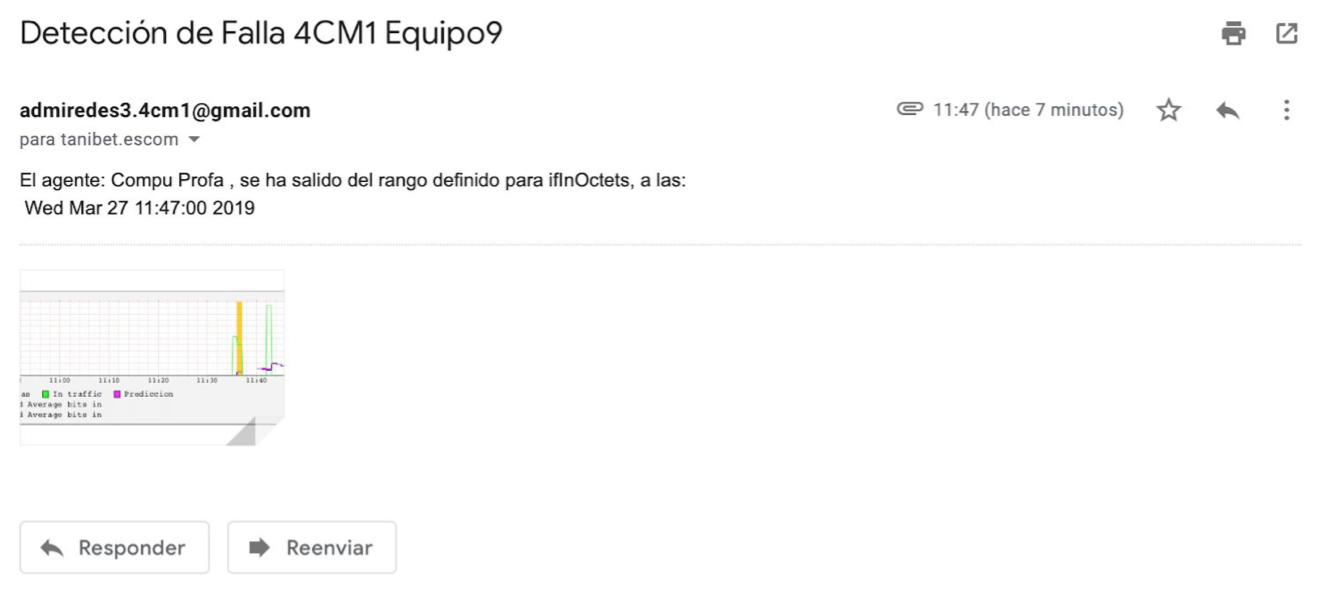 Detección de Falla 4CM1 Equipo9
admiredes3.4cm1@gmail.com
11:47 (hace 7 minutos)
para tanibet.escom
El agente: Compu Profa , se ha salido del rango definido para ifInOctets, a las:
Wed Mar 27 11:47:00 2019
11:00 11:10 11:20 11:30 11:40
In traffic Prediccion
Average bits in
Average bits in
Responder
Reenviar